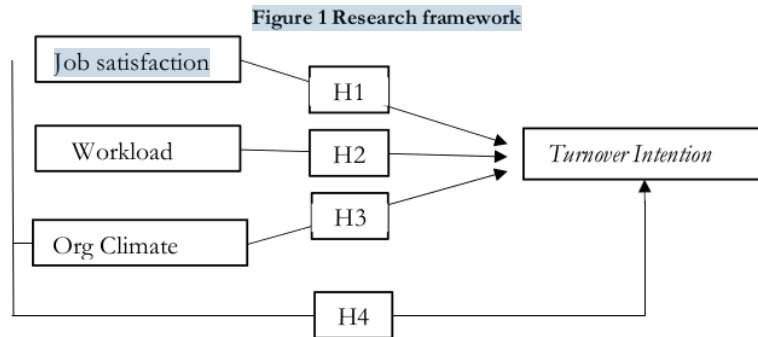 Figure 1 Research framework
Job satisfaction
H1
Workload
H2
Turnover Intention
H3
Org Climate
H4